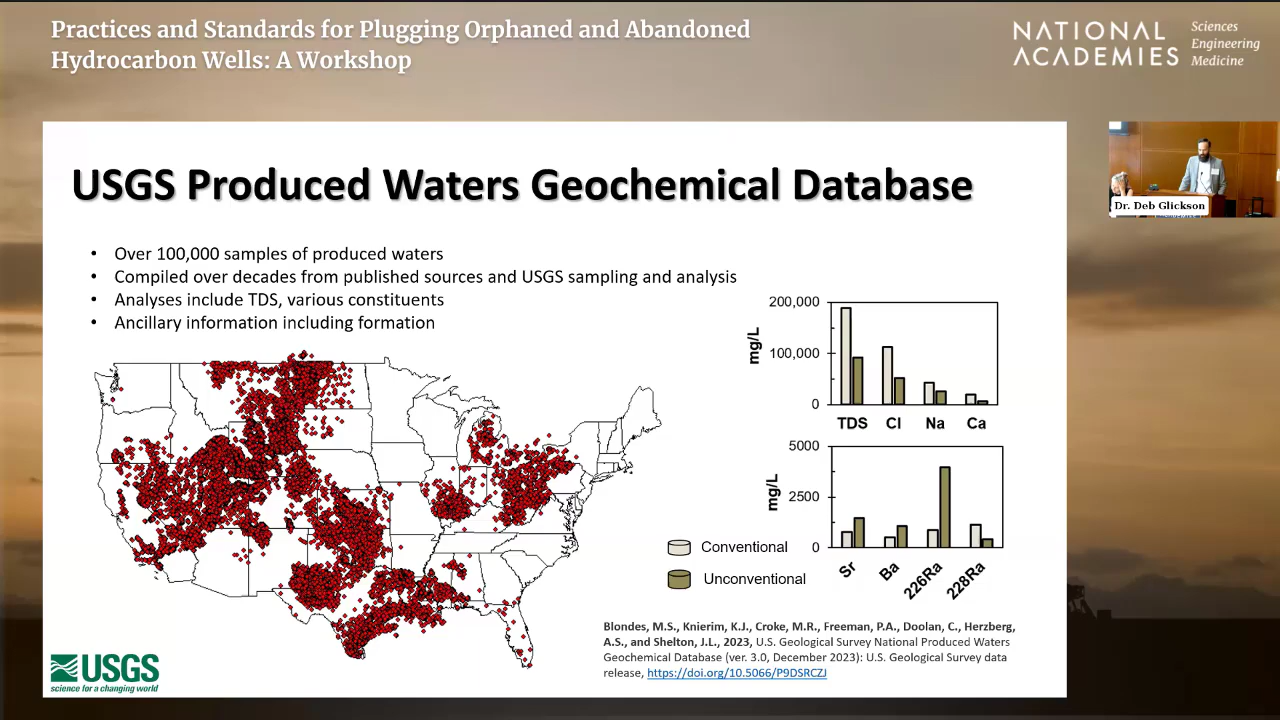 Practices and Standards for Plugging Orphaned and Abandoned
Hydrocarbon Wells: A Workshop
NATIONAL
ACADEMIES
Sciences
Engineering
Medicine
Dr. Deb Glickson
USGS Produced Waters Geochemical Database
• Over 100,000 samples of produced waters
• Compiled over decades from published sources and USGS sampling and analysis
• Analyses include TDS, various constituents
• Ancillary information including formation
200,000
100,000
0
mg/L
TDS Cl Na Ca
5000
2500
0
mg/L
Sr Ba 226Ra 228Ra
Conventional
Unconventional
Blondes, M.S., Knierim, K.J., Croke, M.R., Freeman, P.A., Doolan, C., Herzberg,
A.S., and Shelton, J.L., 2023, U.S. Geological Survey National Produced Waters
Geochemical Database (ver. 3.0, December 2023): U.S. Geological Survey data
release, https://doi.org/10.5066/P9DSRCZJ
USGS
science for a changing world